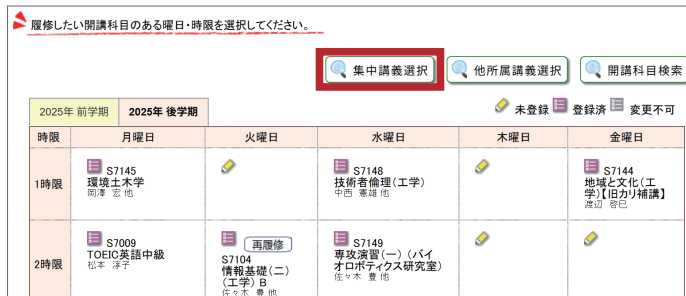 履修したい開講科目のある曜日・時限を選択してください。
集中講義選択
他所属講義選択
開講科目検索
2025年 前学期
2025年 後学期
未登録
登録済
変更不可
時限
月曜日
火曜日
水曜日
木曜日
金曜日
1時限
S7145
環境土木学
岡澤 宏 他
S7148
技術者倫理(工学)
中西 憲雄 他
S7144
地域と文化(工
学)【旧カリ補講】
渡辺 啓巳
2時限
S7009
TOEIC英語中級
松本 淳子
再履修
S7104
情報基礎(二)
(工学) B
佐々木 豊 他
S7149
専攻演習(一) (バイ
オロボティクス研究室)
佐々木 豊 他